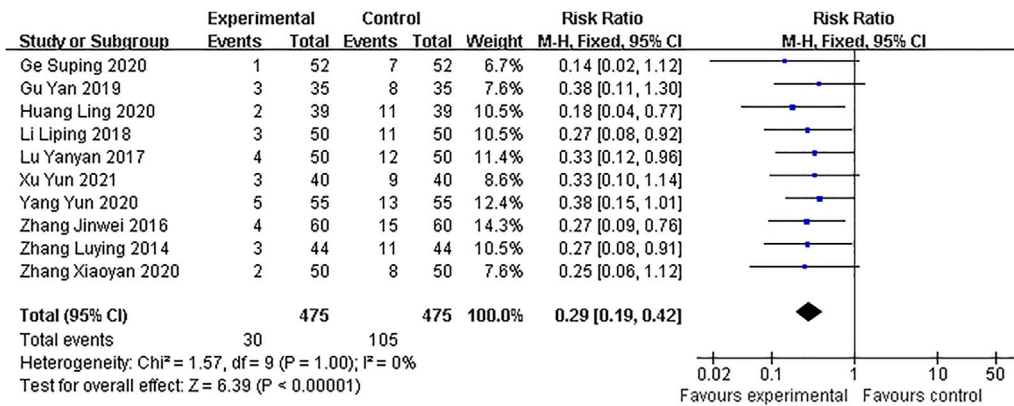 Experimental Control Risk Ratio Risk Ratio
Study or Subgroup Events Total Events Total Weight M-H, Fixed, 95% CI M-H, Fixed, 95% CI
Ge Suping 2020 1 52 7 52 6.7% 0.14 [0.02, 1.12]
Gu Yan 2019 3 35 8 35 7.6% 0.38 [0.11, 1.30]
Huang Ling 2020 2 39 11 39 10.5% 0.18 [0.04, 0.77]
Li Liping 2018 3 50 11 50 10.5% 0.27 [0.08, 0.92]
Lu Yanyan 2017 4 50 12 50 11.4% 0.33 [0.12, 0.96]
Xu Yun 2021 3 40 9 40 8.6% 0.33 [0.10, 1.14]
Yang Yun 2020 5 55 13 55 12.4% 0.38 [0.15, 1.01]
Zhang Jinwei 2016 4 60 15 60 14.3% 0.27 [0.09, 0.76]
Zhang Luying 2014 3 44 11 44 10.5% 0.27 [0.08, 0.91]
Zhang Xiaoyan 2020 2 50 8 50 7.6% 0.25 [0.06, 1.12]
Total (95% CI) 475 475 100.0% 0.29 [0.19, 0.42]
Total events 30 105
Heterogeneity: Chi² = 1.57, df = 9 (P = 1.00); I² = 0%
Test for overall effect: Z = 6.39 (P < 0.00001)
0.02 0.1 1 10 50
Favours experimental Favours control